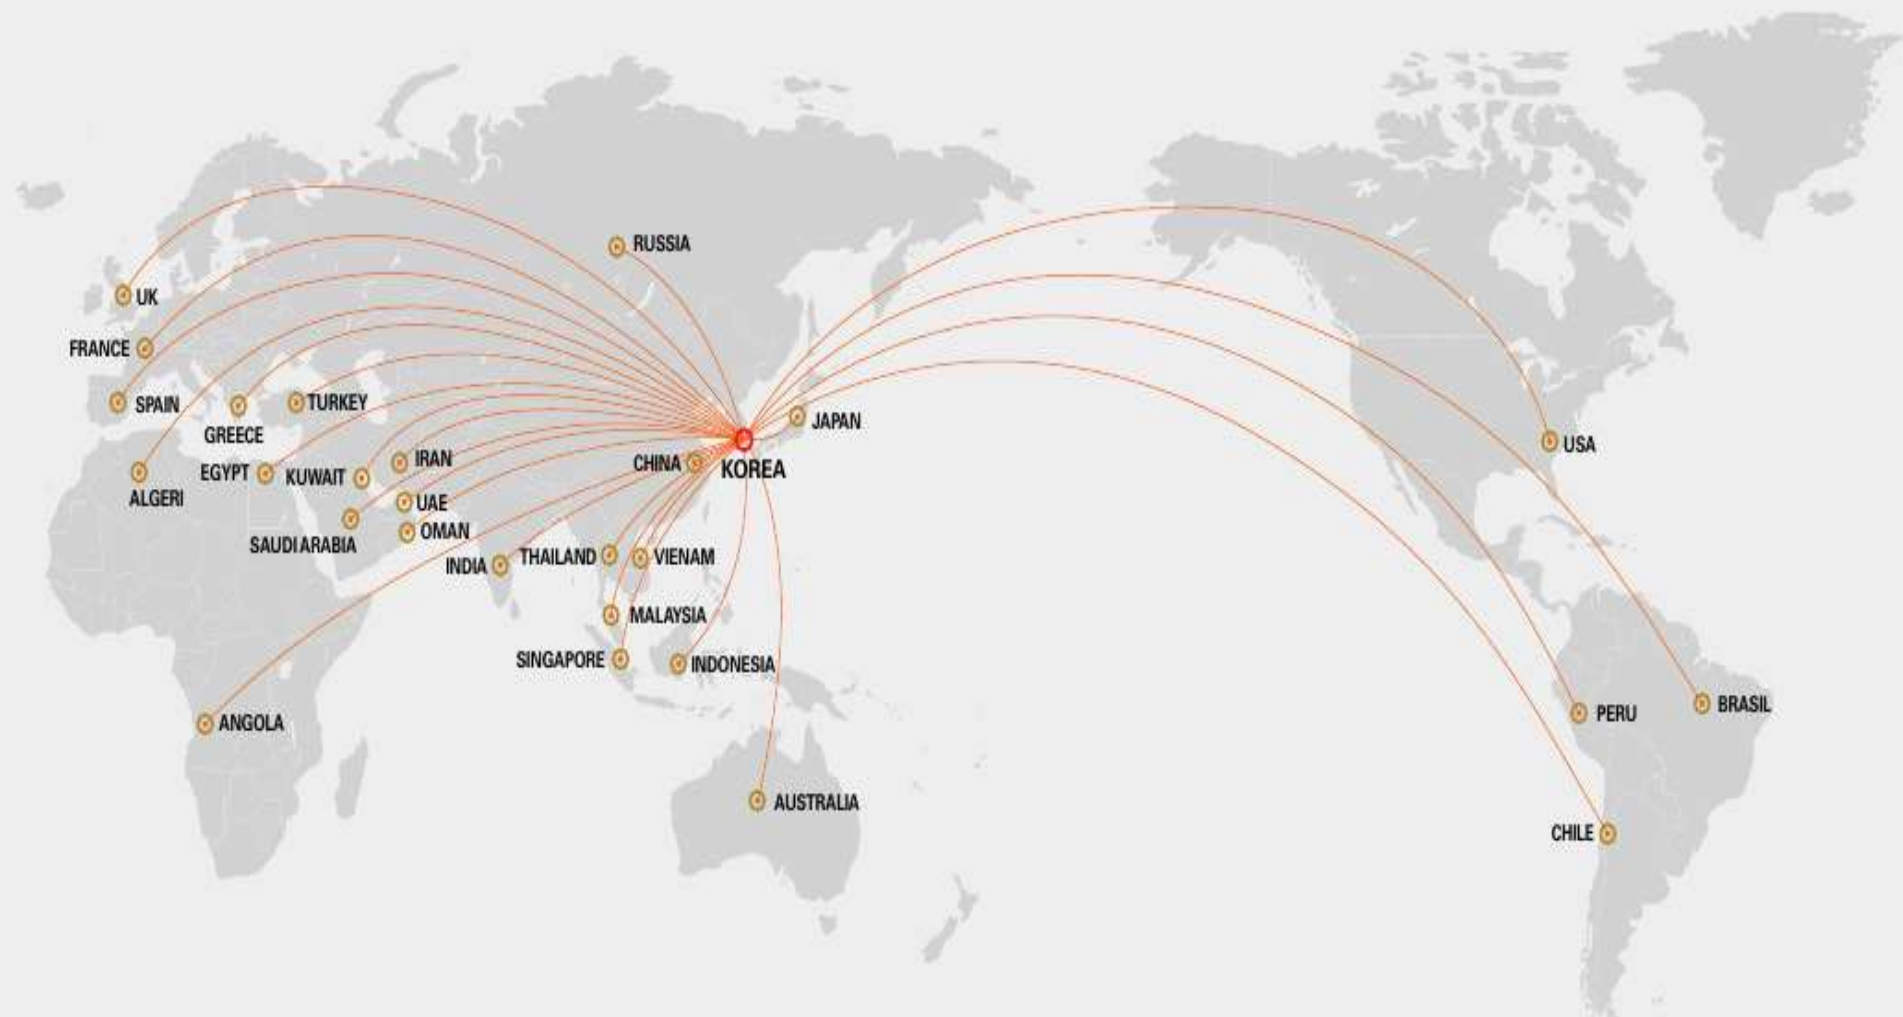 RUSSIA
UK
FRANCE
SPAIN
TURKEY
GREECE
JAPAN
USA
IRAN
CHINA
KOREA
EGYPT
KUWAIT
ALGERI
UAE
OMAN
SAUDI ARABIA
INDIA
THAILAND
VIENAM
MALAYSIA
SINGAPORE
INDONESIA
ANGOLA
PERU
BRASIL
AUSTRALIA
CHILE